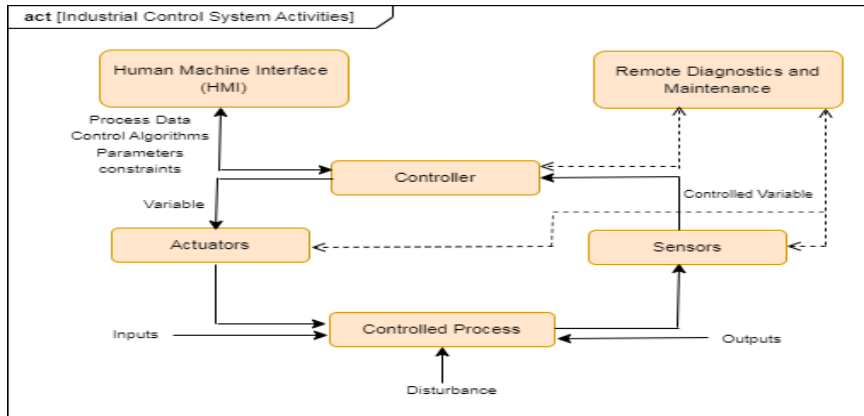 act [Industrial Control System Activities]
Human Machine Interface
(HMI)
Remote Diagnostics and
Maintenance
Process Data
Control Algorithms
Parameters
constraints
Controller
Controlled Variable
Variable
Actuators
Sensors
Inputs
Controlled Process
Outputs
Disturbance